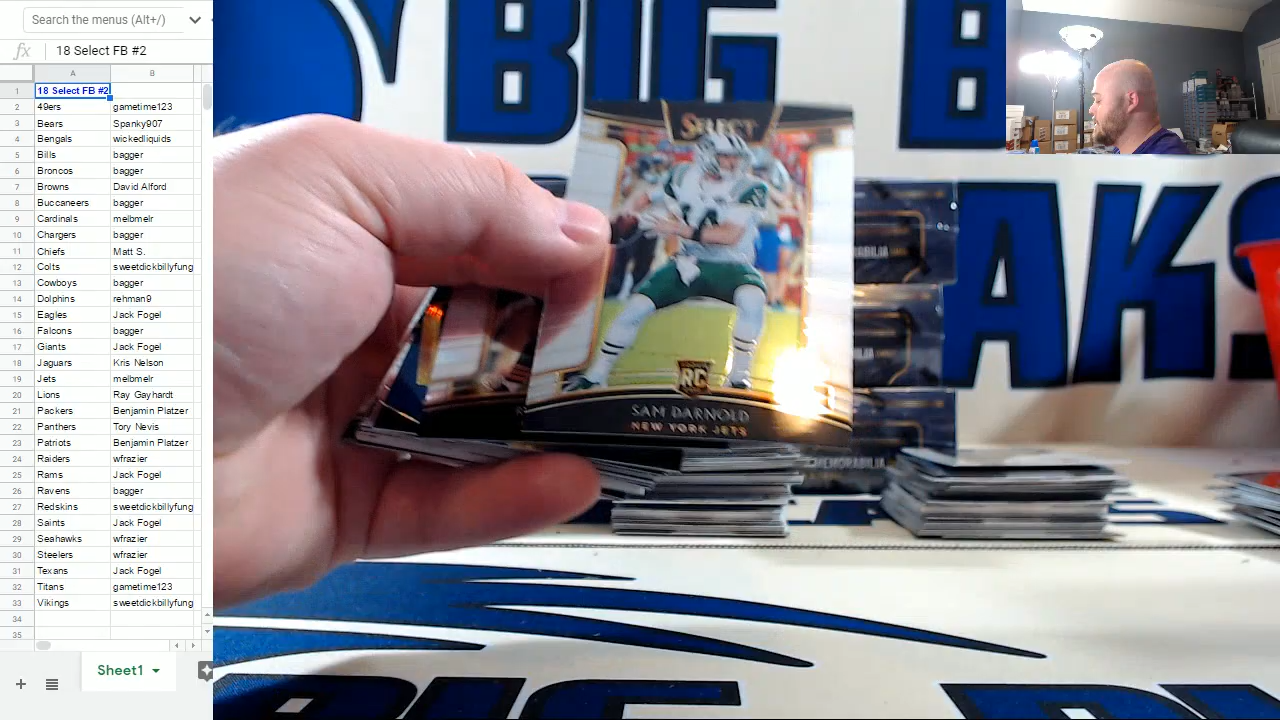 Search the menus (Alt+/)
fx 18 Select FB #2
A B
1 18 Select FB #2
2 49ers gametime123
3 Bears Spanky907
4 Bengals wickedliquids
5 Bills bagger
6 Broncos bagger
7 Browns David Alford
8 Buccaneers bagger
9 Cardinals melbmelr
10 Chargers bagger
11 Chiefs Matt S.
12 Colts sweetdickbillyfung
13 Cowboys bagger
14 Dolphins rehman9
15 Eagles Jack Fogel
16 Falcons bagger
17 Giants Jack Fogel
18 Jaguars Kris Nelson
19 Jets melbmelr
20 Lions Ray Gayhardt
21 Packers Benjamin Platzer
22 Panthers Tory Nevis
23 Patriots Benjamin Platzer
24 Raiders wfrazier
25 Rams Jack Fogel
26 Ravens bagger
27 Redskins sweetdickbillyfung
28 Saints Jack Fogel
29 Seahawks wfrazier
30 Steelers wfrazier
31 Texans Jack Fogel
32 Titans gametime123
33 Vikings sweetdickbillyfung
34
35
Sheet1
BIG B
AKS
SELECT
RC
SAM DARNOLD
NEW YORK JETS
MEMORABILIA
BIG